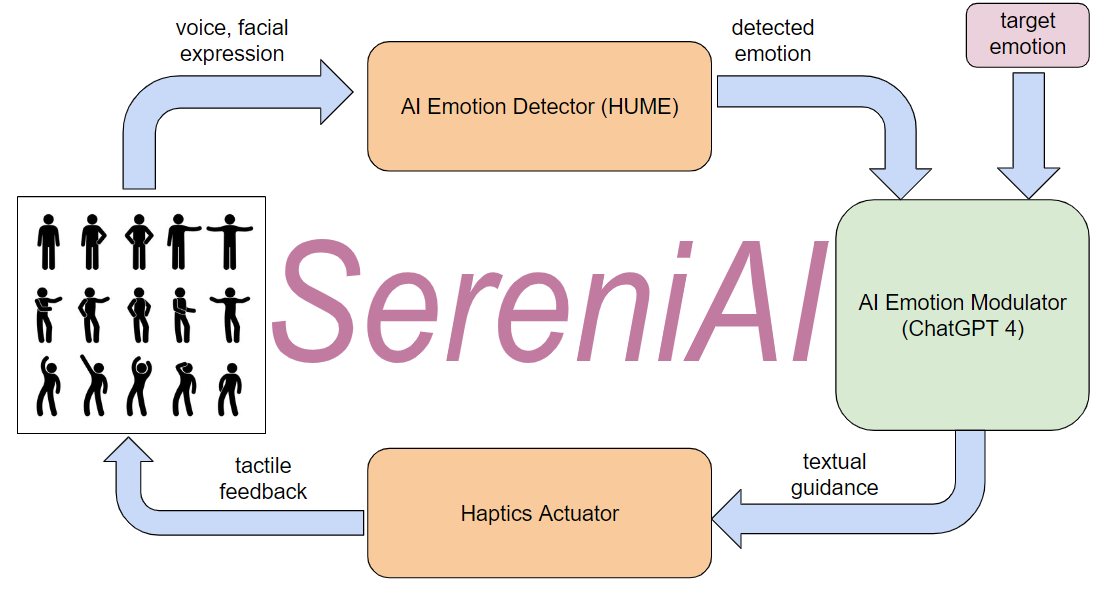 voice, facial
expression
detected
emotion
target
emotion
AI Emotion Detector (HUME)
SereniAI
AI Emotion Modulator
(ChatGPT 4)
tactile
feedback
textual
guidance
Haptics Actuator